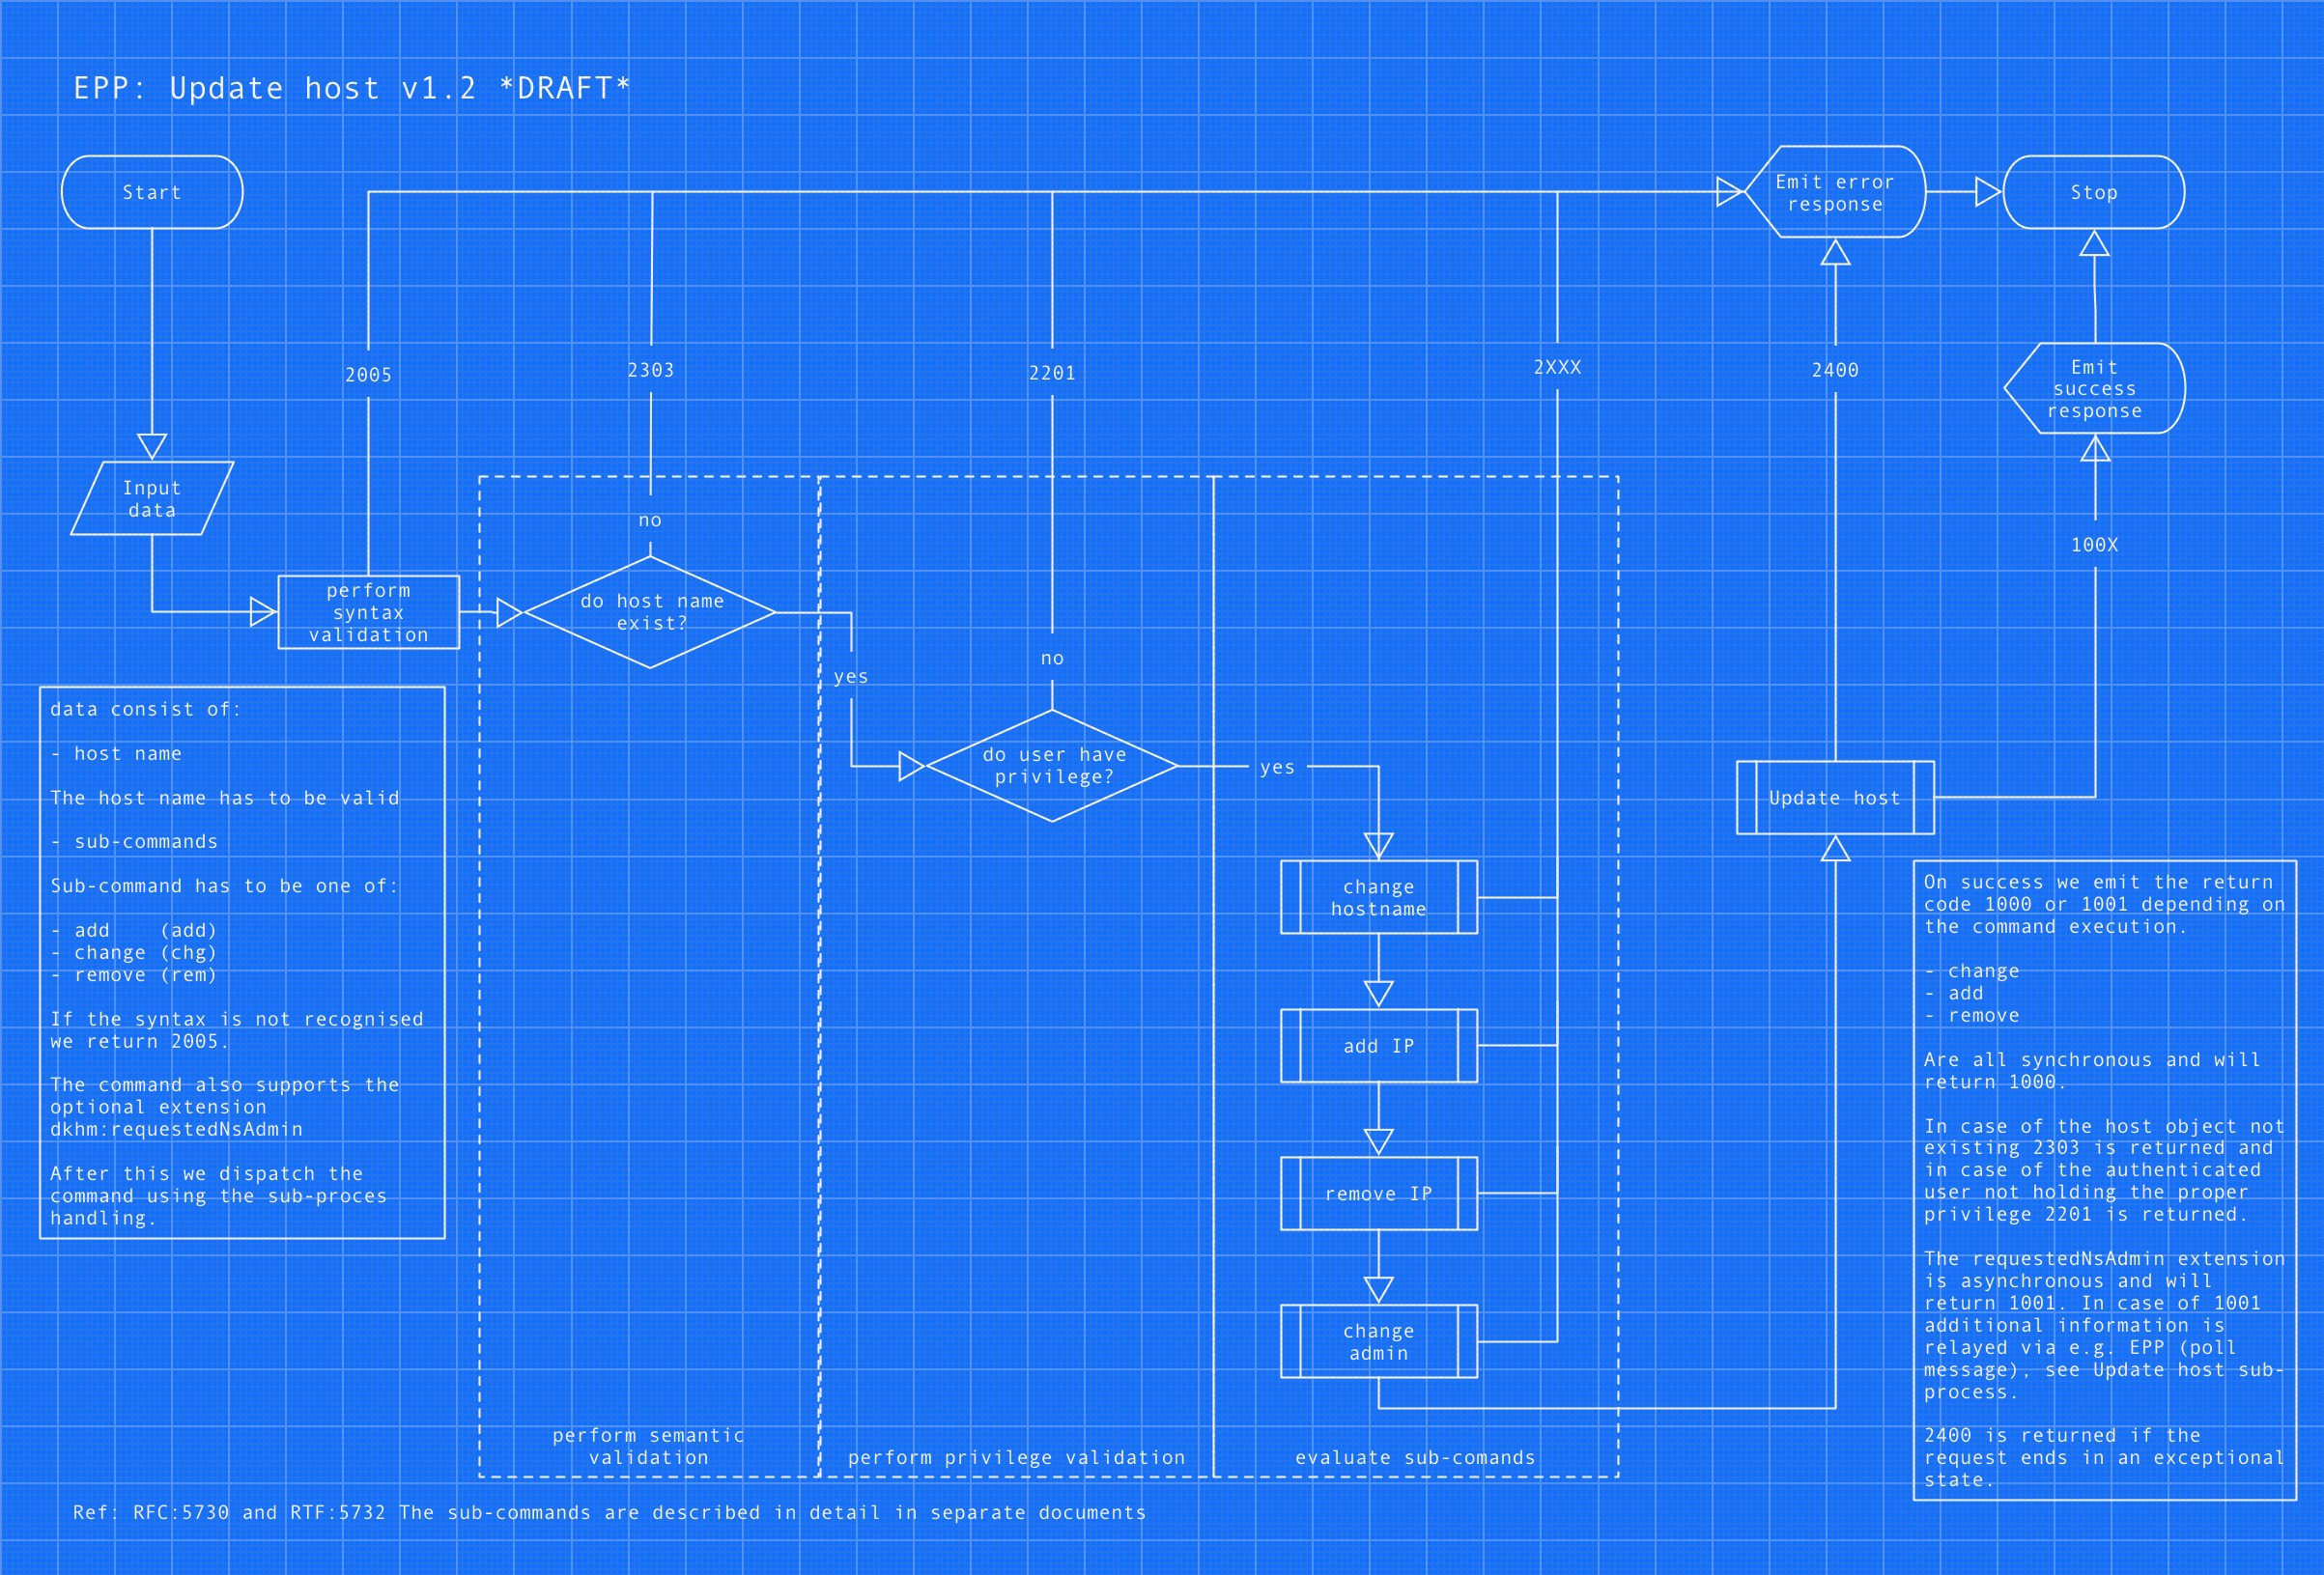 EPP: Update host v1.2 *DRAFT*
Start
Emit error
response
Stop
2005
2303
2201
2XXX
2400
Emit
success
response
Input
data
no
100X
perform
syntax
validation
do host name
exist?
yes
no
do user have
privilege?
yes
Update host
data consist of:
- host name
The host name has to be valid
- sub-commands
Sub-command has to be one of:
- add    (add)
- change (chg)
- remove (rem)
If the syntax is not recognised
we return 2005.
The command also supports the
optional extension
dkhm:requestedNsAdmin
After this we dispatch the
command using the sub-proces
handling.
change
hostname
add IP
remove IP
change
admin
On success we emit the return
code 1000 or 1001 depending on
the command execution.
- change
- add
- remove
Are all synchronous and will
return 1000.
In case of the host object not
existing 2303 is returned and
in case of the authenticated
user not holding the proper
privilege 2201 is returned.
The requestedNsAdmin extension
is asynchronous and will
return 1001. In case of 1001
additional information is
relayed via e.g. EPP (poll
message), see Update host sub-
process.
2400 is returned if the
request ends in an exceptional
state.
perform semantic
validation
perform privilege validation
evaluate sub-comands
Ref: RFC:5730 and RTF:5732 The sub-commands are described in detail in separate documents